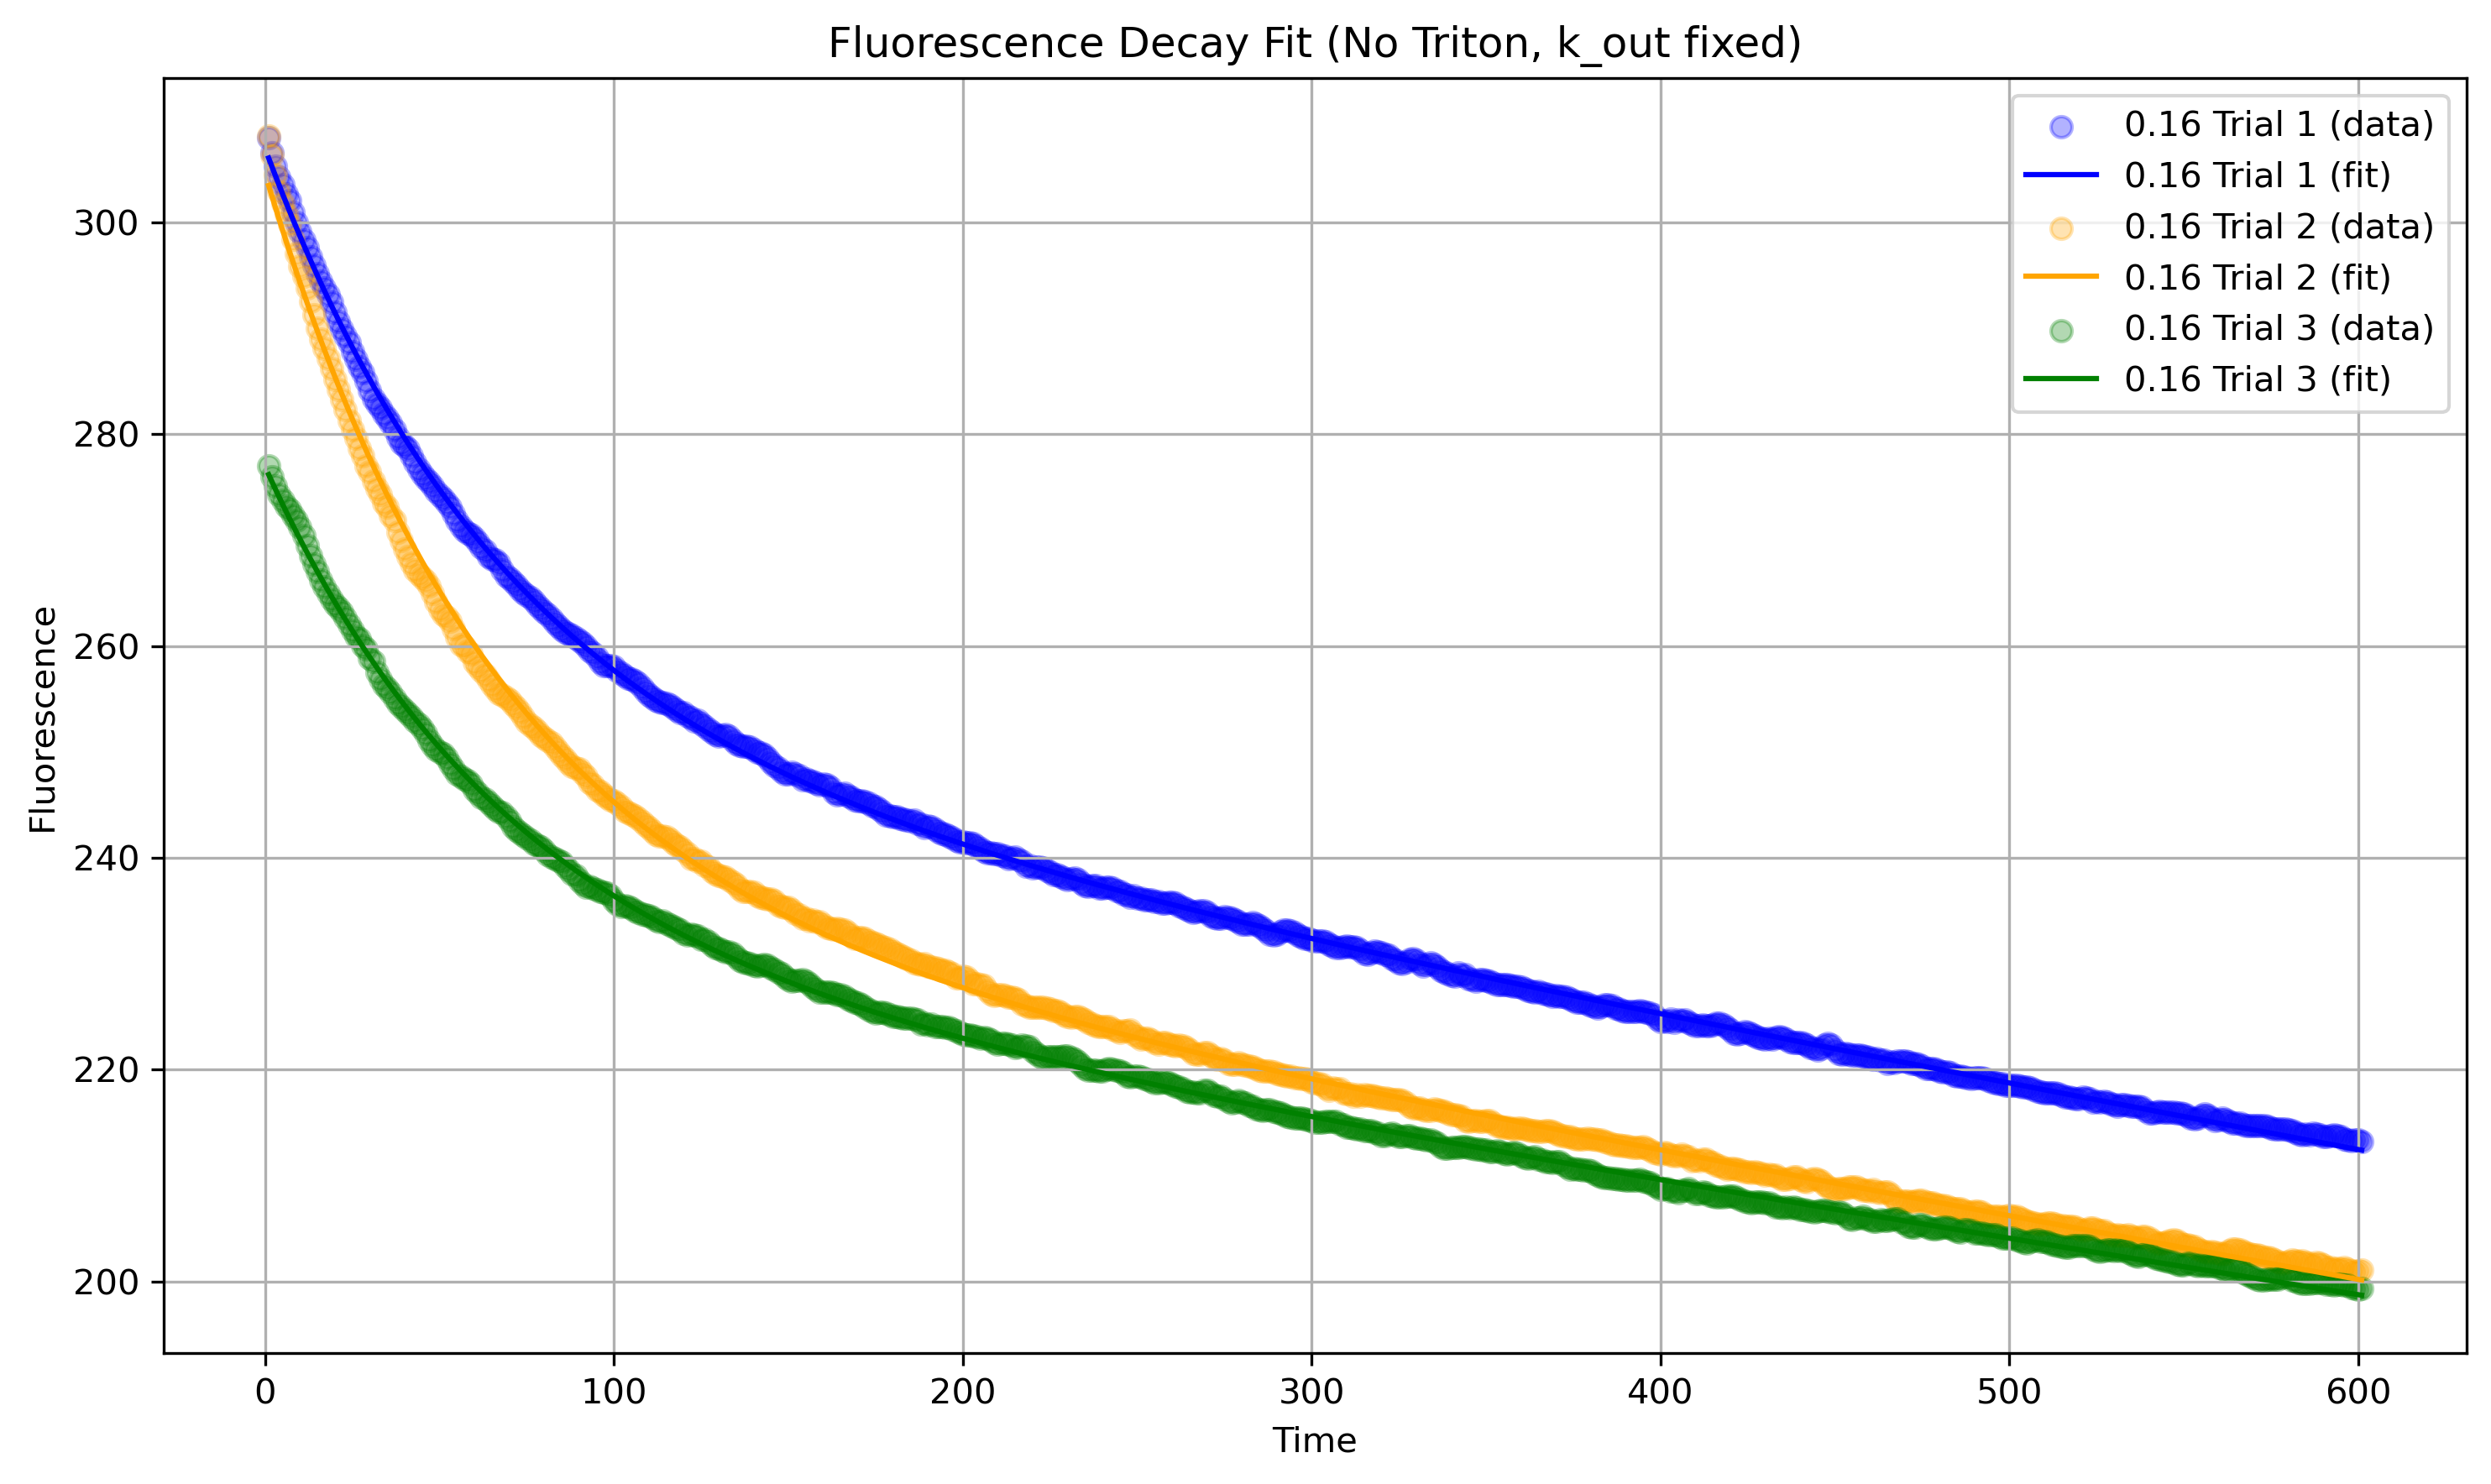 Fluorescence Decay Fit (No Triton, k_out fixed)
0.16 Trial 1 (data)
0.16 Trial 1 (fit)
0.16 Trial 2 (data)
0.16 Trial 2 (fit)
0.16 Trial 3 (data)
0.16 Trial 3 (fit)
Fluorescence
300
280
260
240
220
200
0 100 200 300 400 500 600
Time